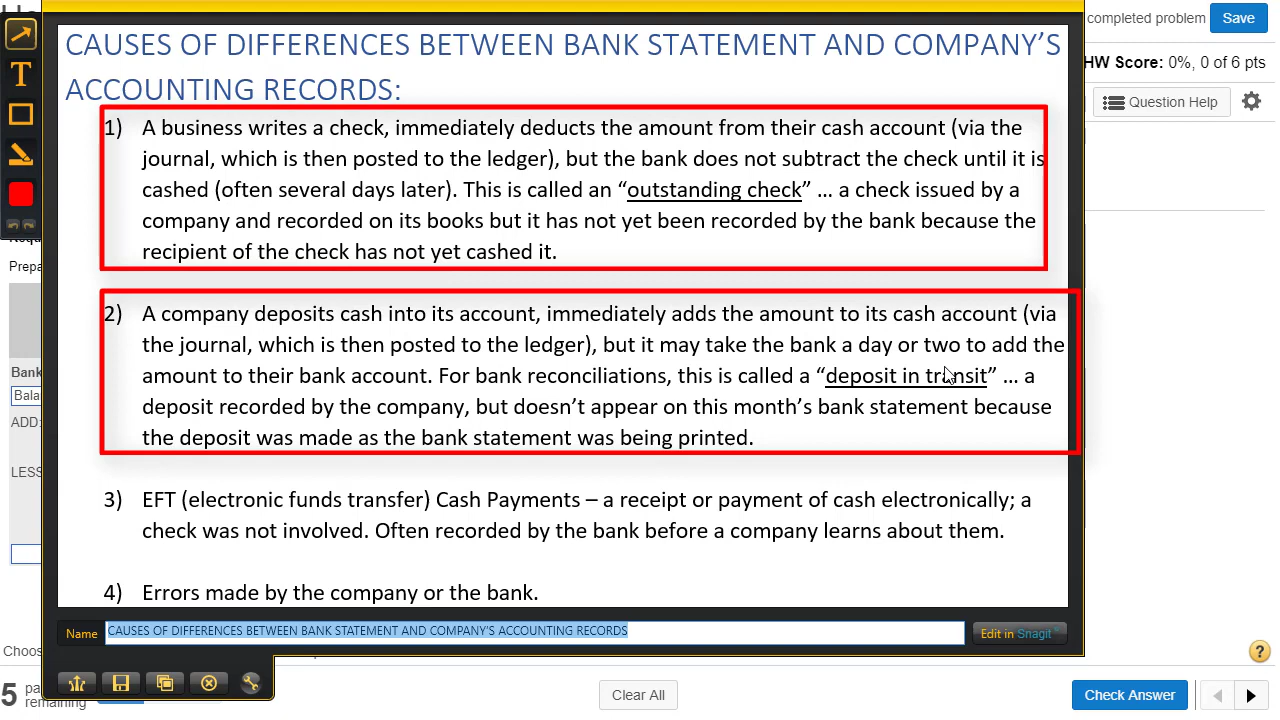 completed problem
Save
CAUSES OF DIFFERENCES BETWEEN BANK STATEMENT AND COMPANY'S
ACCOUNTING RECORDS:
HW Score: 0%, 0 of 6 pts
Question Help
1) A business writes a check, immediately deducts the amount from their cash account (via the
journal, which is then posted to the ledger), but the bank does not subtract the check until it is
cashed (often several days later). This is called an “outstanding check” … a check issued by a
company and recorded on its books but it has not yet been recorded by the bank because the
recipient of the check has not yet cashed it.
2) A company deposits cash into its account, immediately adds the amount to its cash account (via
the journal, which is then posted to the ledger), but it may take the bank a day or two to add the
amount to their bank account. For bank reconciliations, this is called a “deposit in transit” … a
deposit recorded by the company, but doesn’t appear on this month’s bank statement because
the deposit was made as the bank statement was being printed.
3) EFT (electronic funds transfer) Cash Payments – a receipt or payment of cash electronically; a
check was not involved. Often recorded by the bank before a company learns about them.
4) Errors made by the company or the bank.
T
Prepa
Bank
Bala
ADD:
LESS
Name
CAUSES OF DIFFERENCES BETWEEN BANK STATEMENT AND COMPANY'S ACCOUNTING RECORDS
Edit in Snagit
Choos
?
5 pa
remaining
Clear All
Check Answer